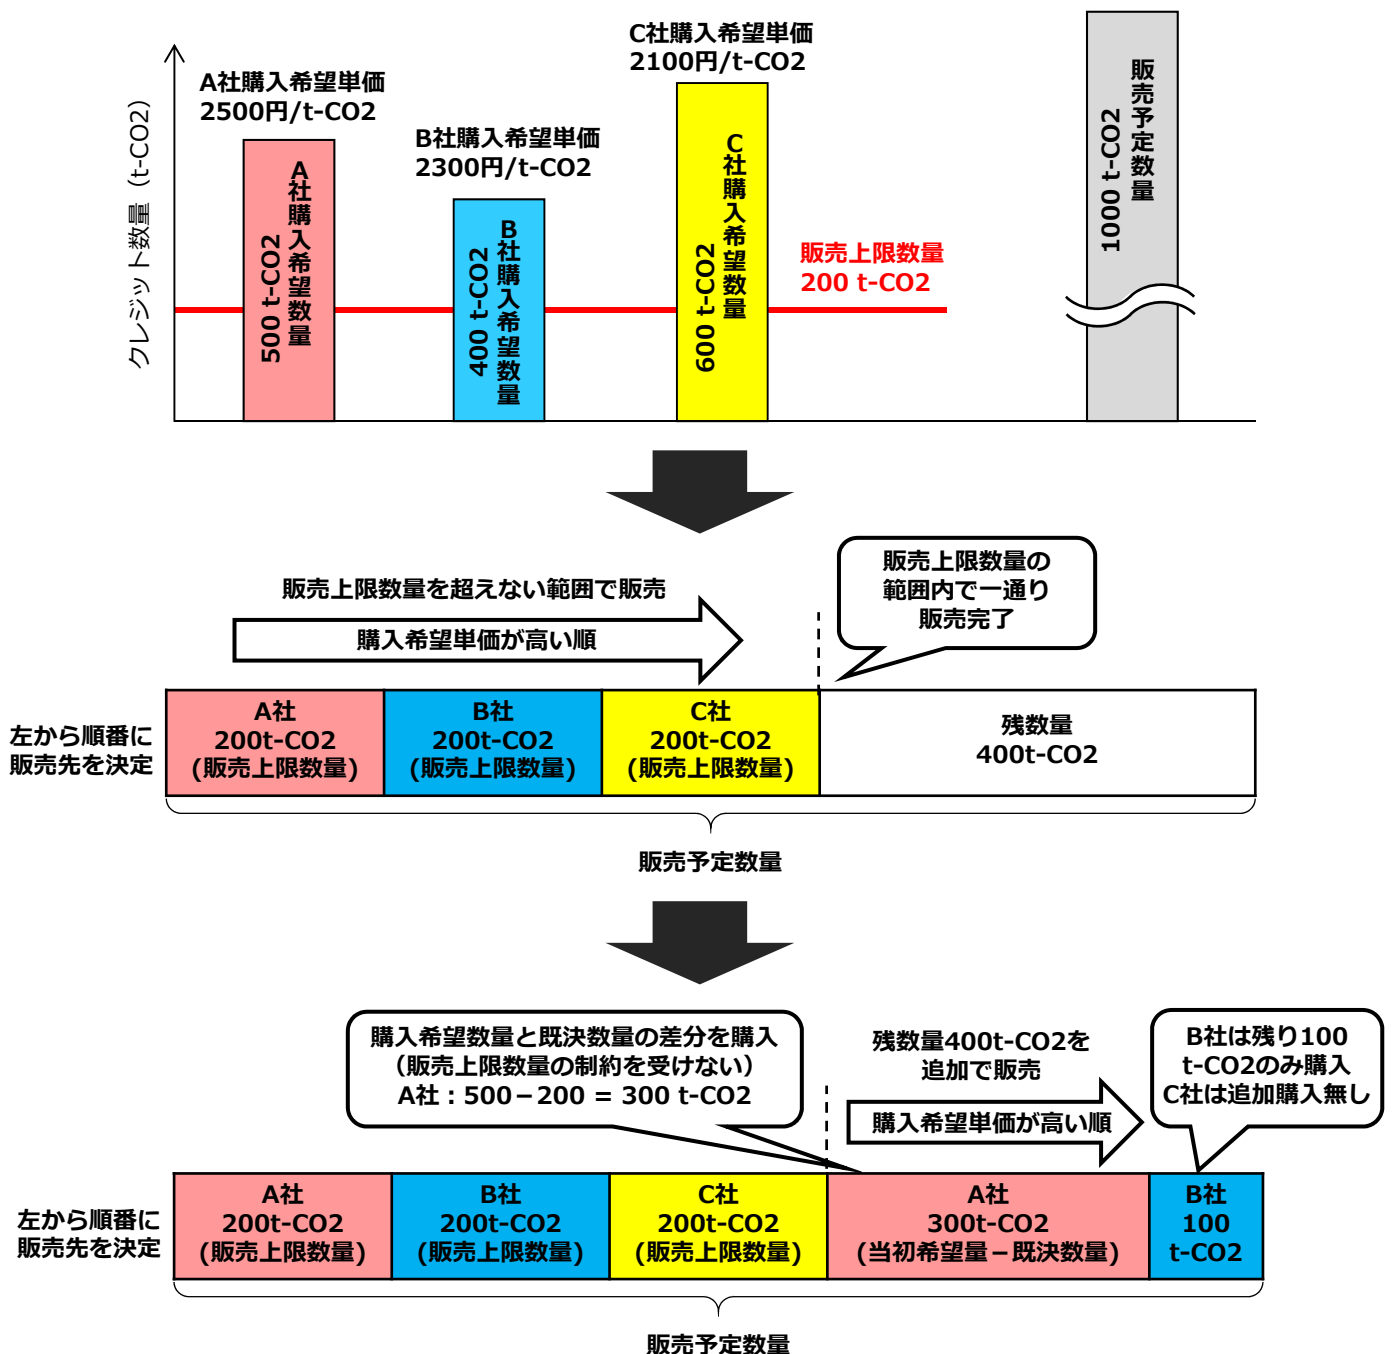 C社購入希望単価
2100円/t-CO2
A社購入希望単価
2500円/t-CO2
B社購入希望単価
2300円/t-CO2
クレジット数量（t-CO2）
A社購入希望数量
500 t-CO2
B社購入希望数量
400 t-CO2
C社購入希望数量
600 t-CO2
販売上限数量
200 t-CO2
販売予定数量
1000 t-CO2
販売上限数量を超えない範囲で販売
購入希望単価が高い順
販売上限数量の
範囲内で一通り
販売完了
左から順番に
販売先を決定
A社
200t-CO2
(販売上限数量)
B社
200t-CO2
(販売上限数量)
C社
200t-CO2
(販売上限数量)
残数量
400t-CO2
販売予定数量
購入希望数量と既決数量の差分を購入
（販売上限数量の制約を受けない）
A社：500－200 = 300 t-CO2
残数量400t-CO2を
追加で販売
購入希望単価が高い順
B社は残り100
t-CO2のみ購入
C社は追加購入無し
左から順番に
販売先を決定
A社
200t-CO2
(販売上限数量)
B社
200t-CO2
(販売上限数量)
C社
200t-CO2
(販売上限数量)
A社
300t-CO2
(当初希望量－既決数量)
B社
100
t-CO2
販売予定数量